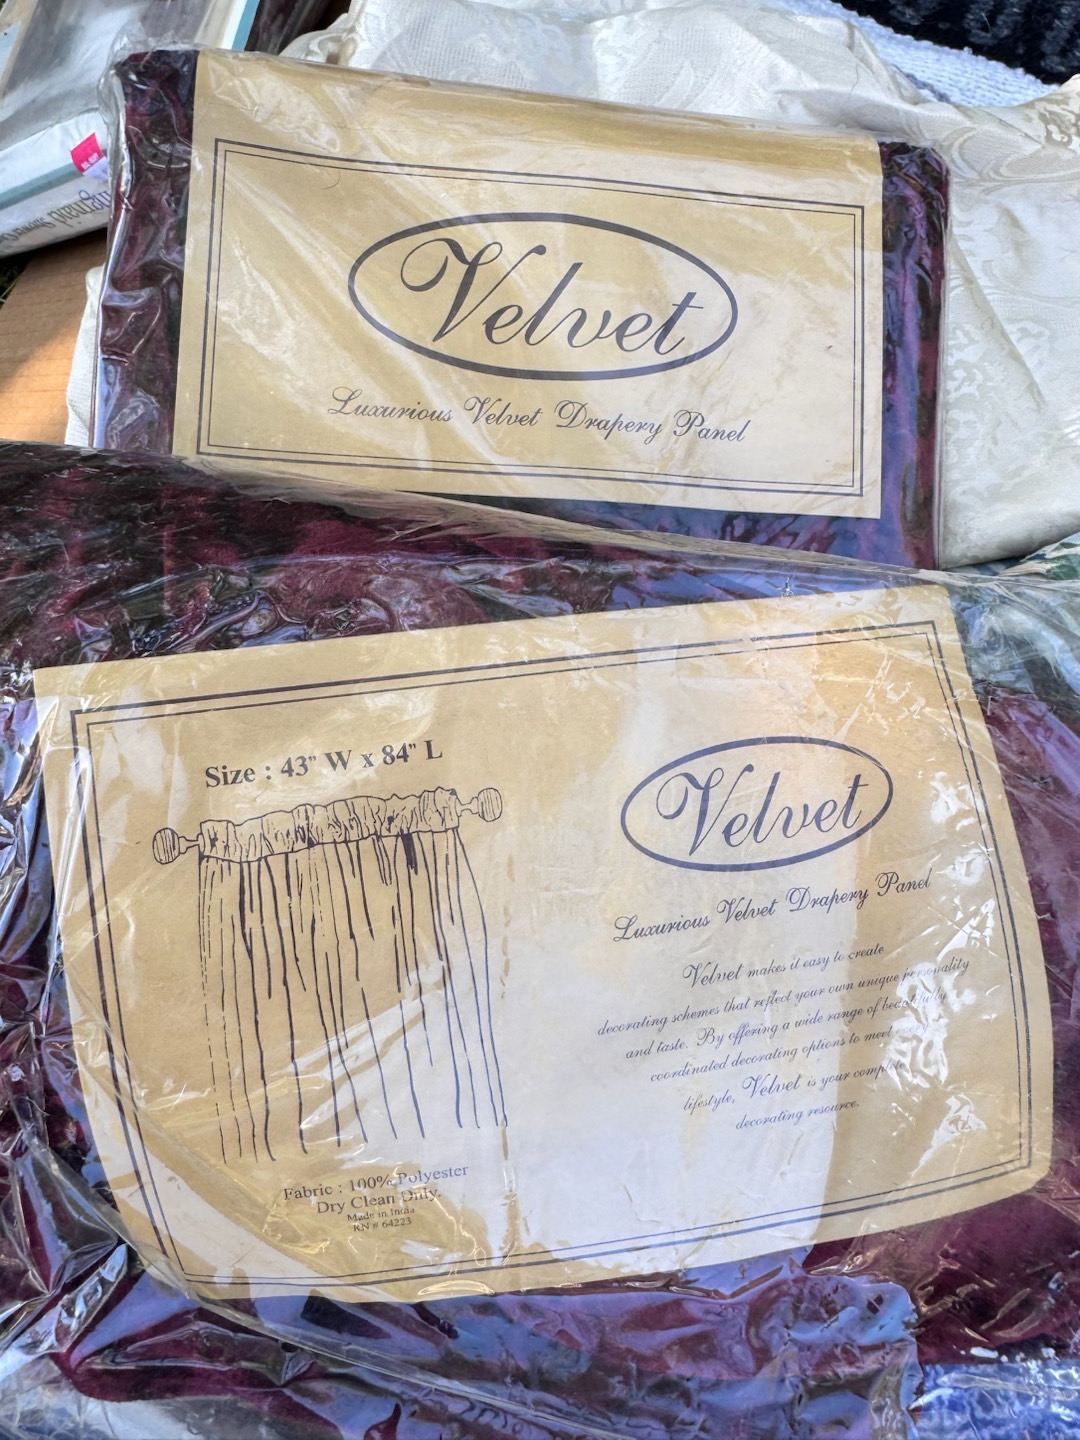 Velvet
Luxurious Velvet Drapery Panel
Size : 43" W x 84" L
Velvet
Luxurious Velvet Drapery Panel
Velvet makes it easy to create
decorating schemes that reflect your own unique personality
and taste. By offering a wide range of beautifully
coordinated decorating options to meet
lifestyle, Velvet is your complete
decorating resource.
Fabric : 100% Polyester
Dry Clean Only.
Made in India
RN # 64223